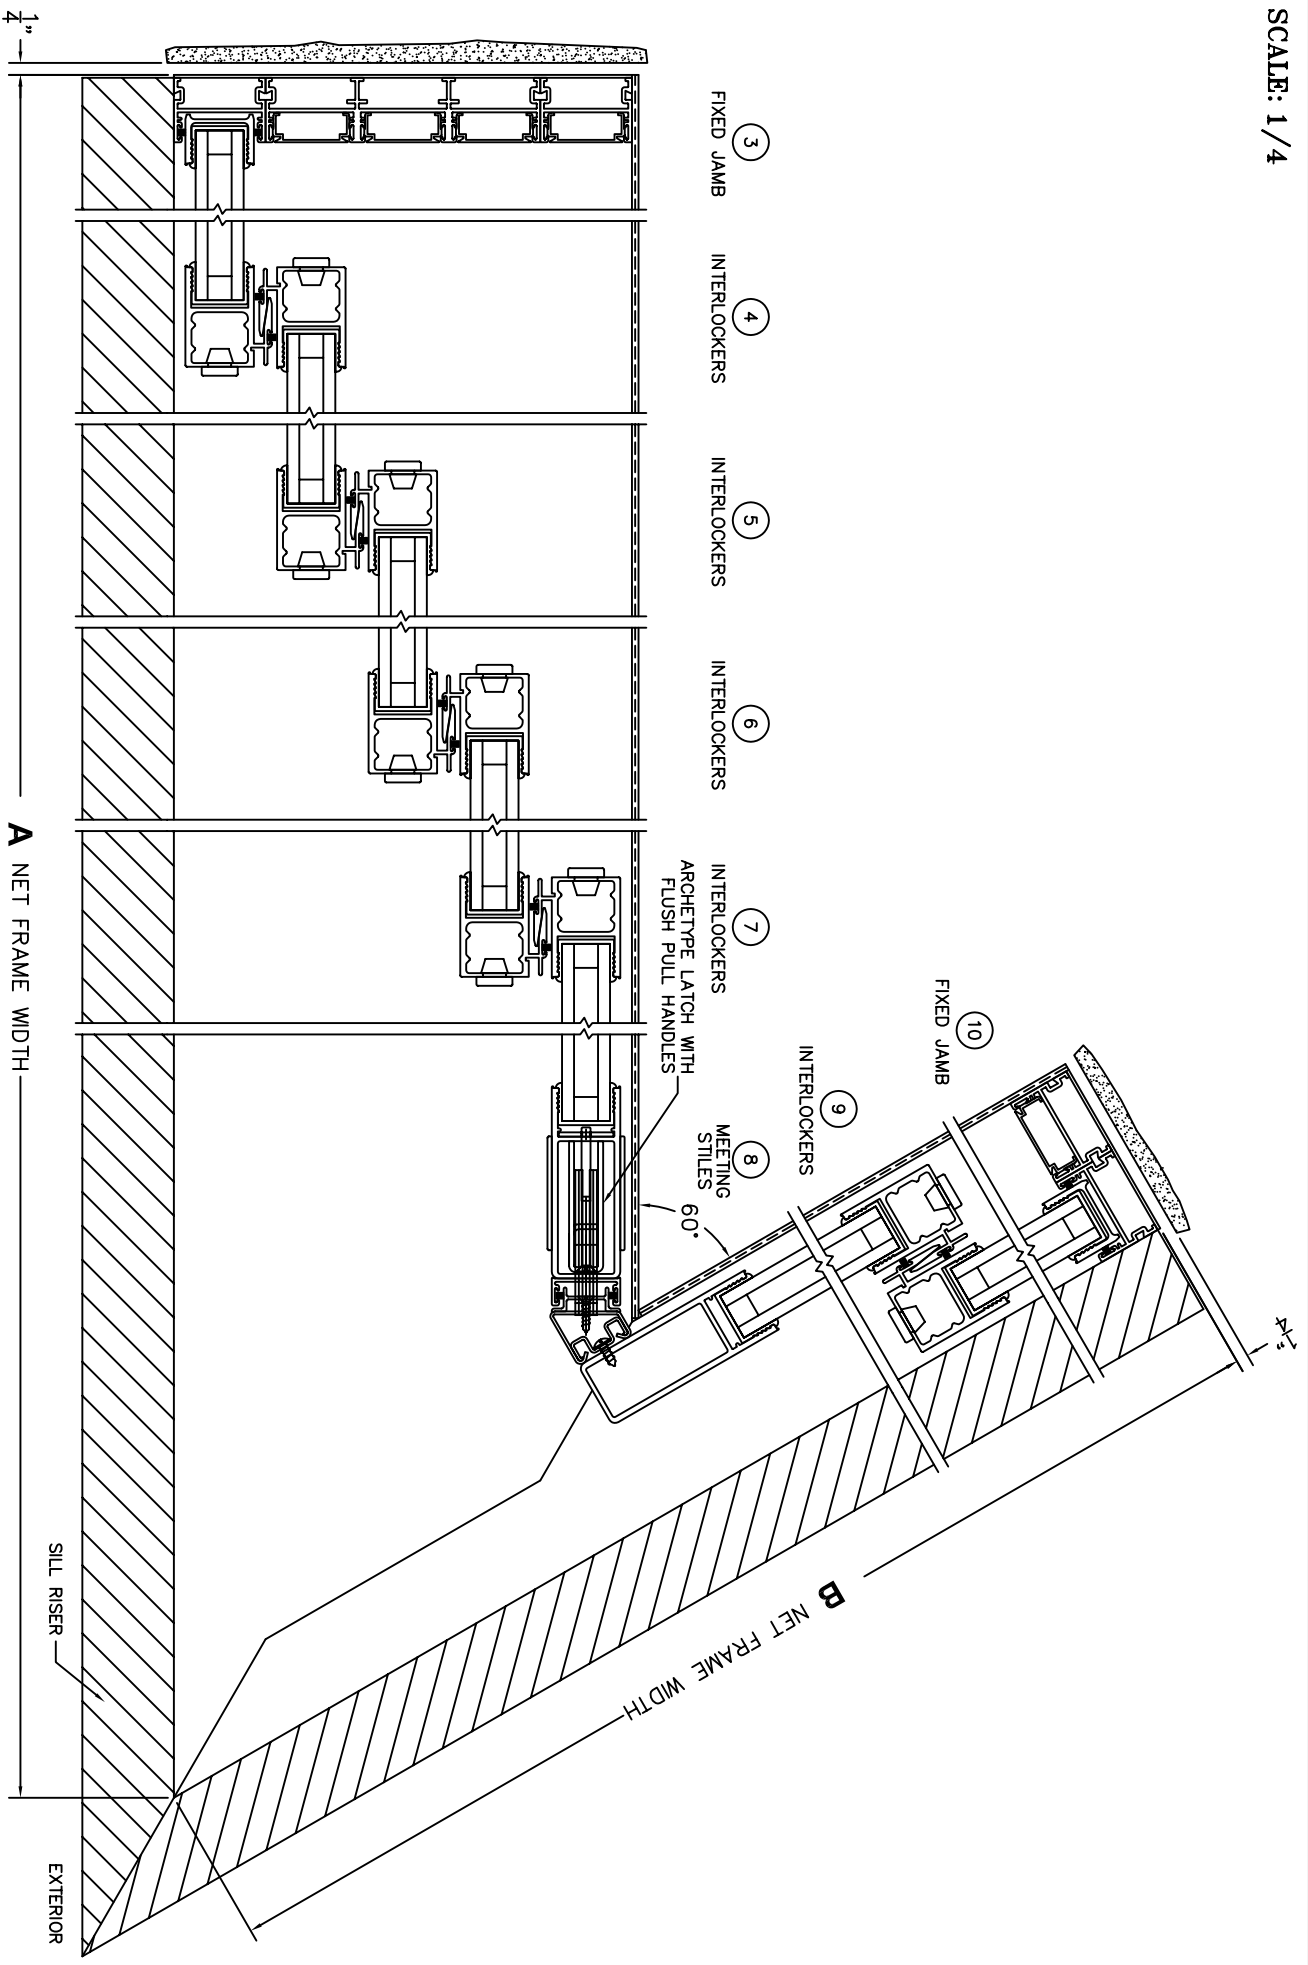 SCALE: 1/4
10
FIXED JAMB
9
INTERLOCKERS
3
FIXED JAMB
4
INTERLOCKERS
5
INTERLOCKERS
6
INTERLOCKERS
7
INTERLOCKERS
8
MEETING
STILES
ARCHETYPE LATCH WITH
FLUSH PULL HANDLES
60°
1/4"
B NET FRAME WIDTH
SILL RISER
EXTERIOR
1/4"
A NET FRAME WIDTH